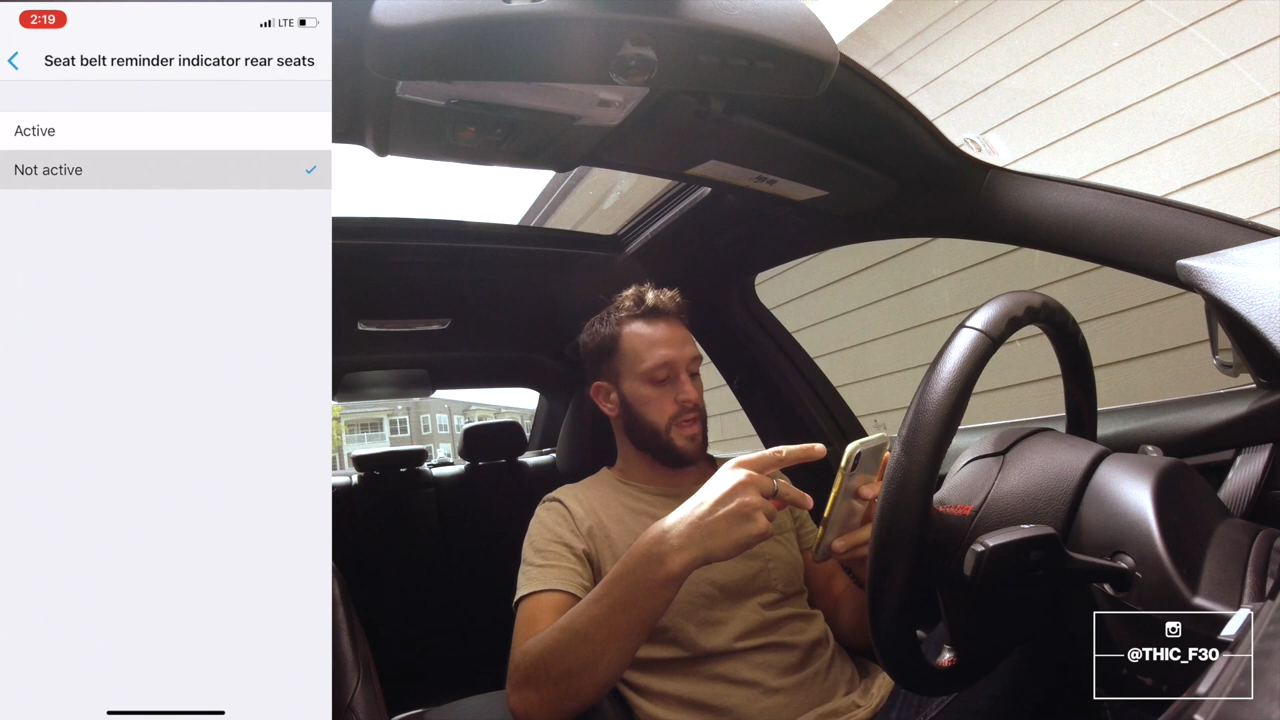 2:19
LTE
Seat belt reminder indicator rear seats
Active
Not active
@THIC_F30